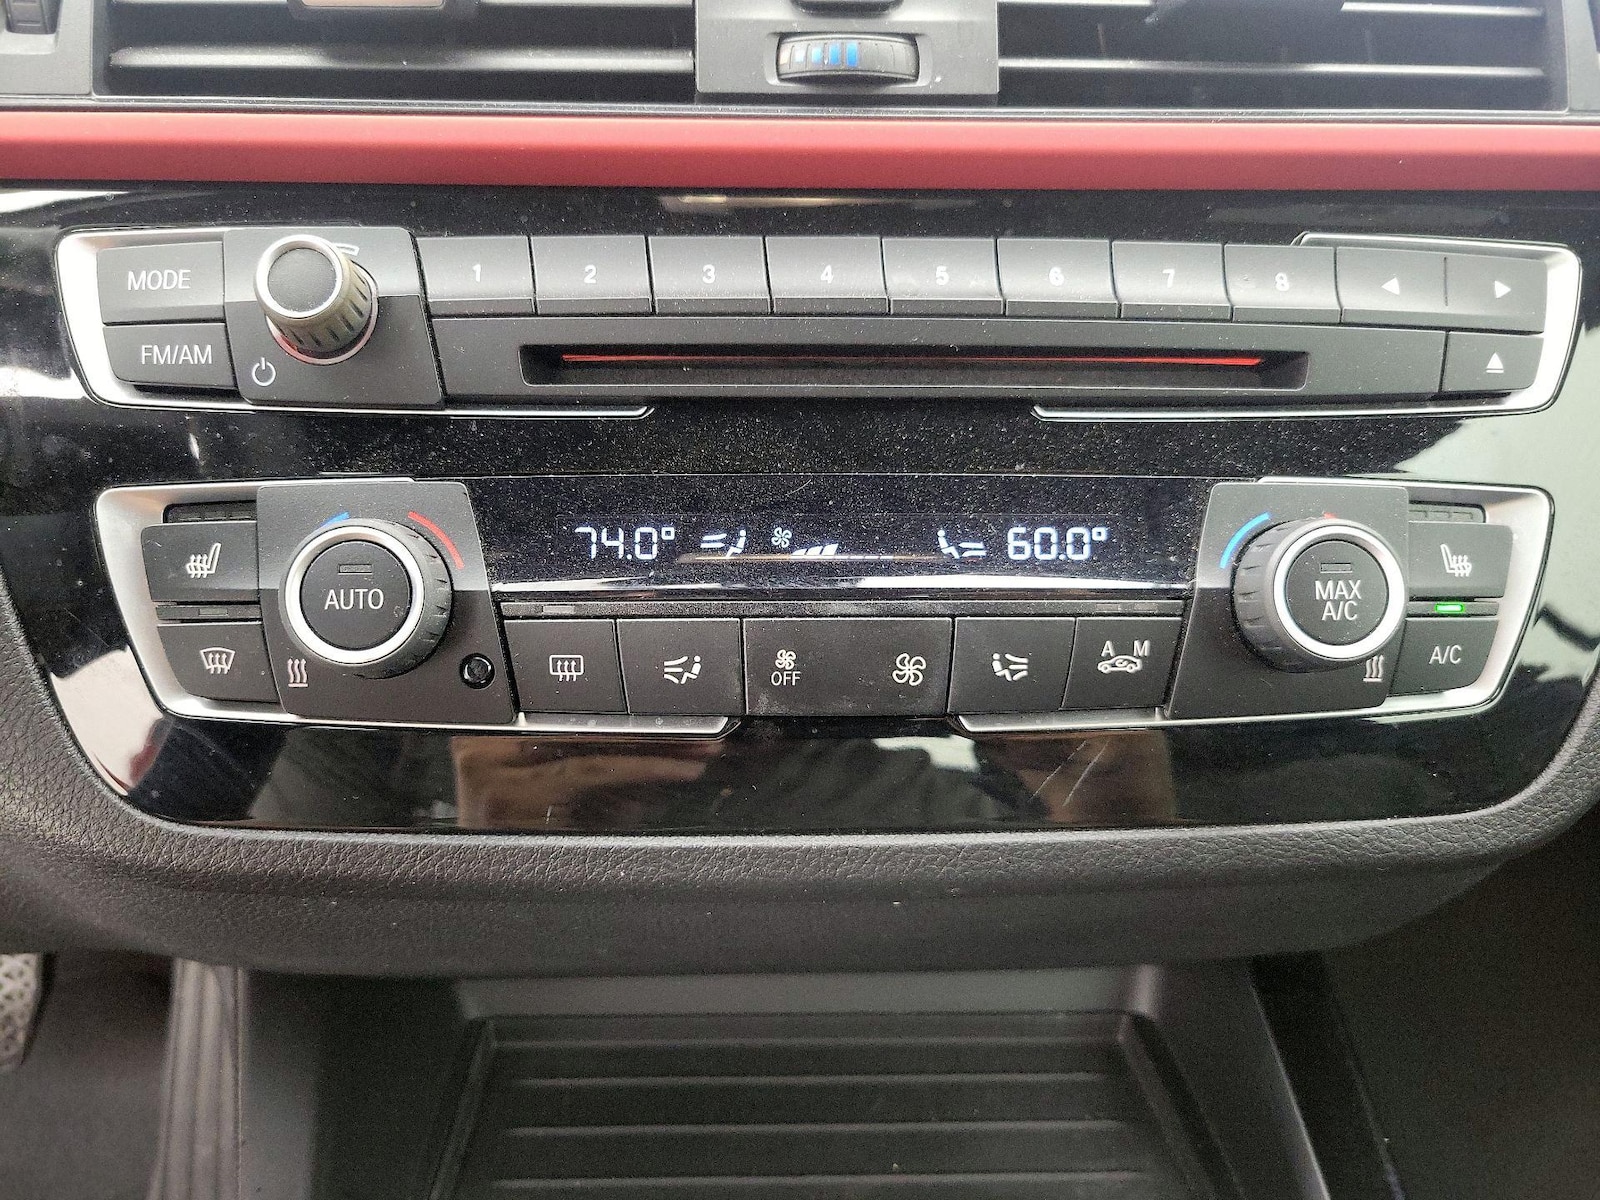 MODE 1 2 3 4 5 6 7 8
FM/AM
74.0° 60.0°
AUTO MAX
A/C
OFF A M A/C